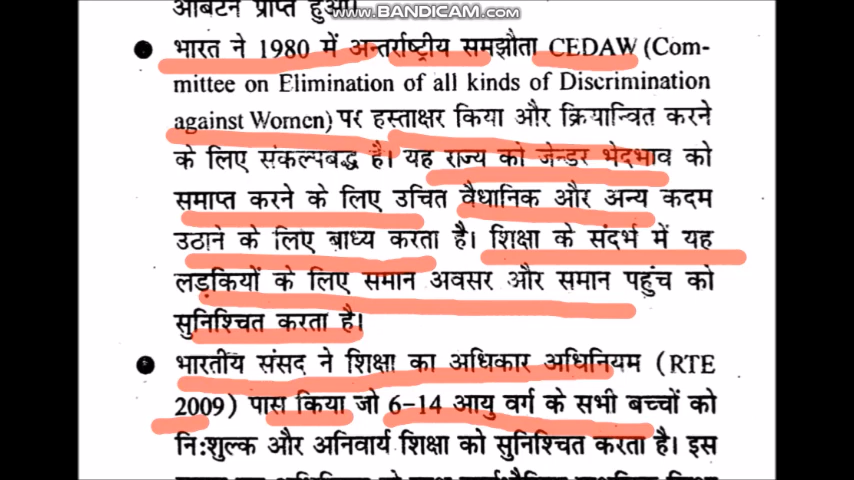 आबंटन प्राप्त हुआ।
www.BANDICAM.com
● भारत ने 1980 में अन्तर्राष्ट्रीय समझौता CEDAW (Com-
mittee on Elimination of all kinds of Discrimination
against Women) पर हस्ताक्षर किया और क्रियान्वित करने
के लिए संकल्पबद्ध है। यह राज्य को जेन्डर भेदभाव को
समाप्त करने के लिए उचित वैधानिक और अन्य कदम
उठाने के लिए बाध्य करता है। शिक्षा के संदर्भ में यह
लड़कियों के लिए समान अवसर और समान पहुंच को
सुनिश्चित करता है।
● भारतीय संसद ने शिक्षा का अधिकार अधिनियम (RTE
2009) पास किया जो 6-14 आयु वर्ग के सभी बच्चों को
नि:शुल्क और अनिवार्य शिक्षा को सुनिश्चित करता है। इस